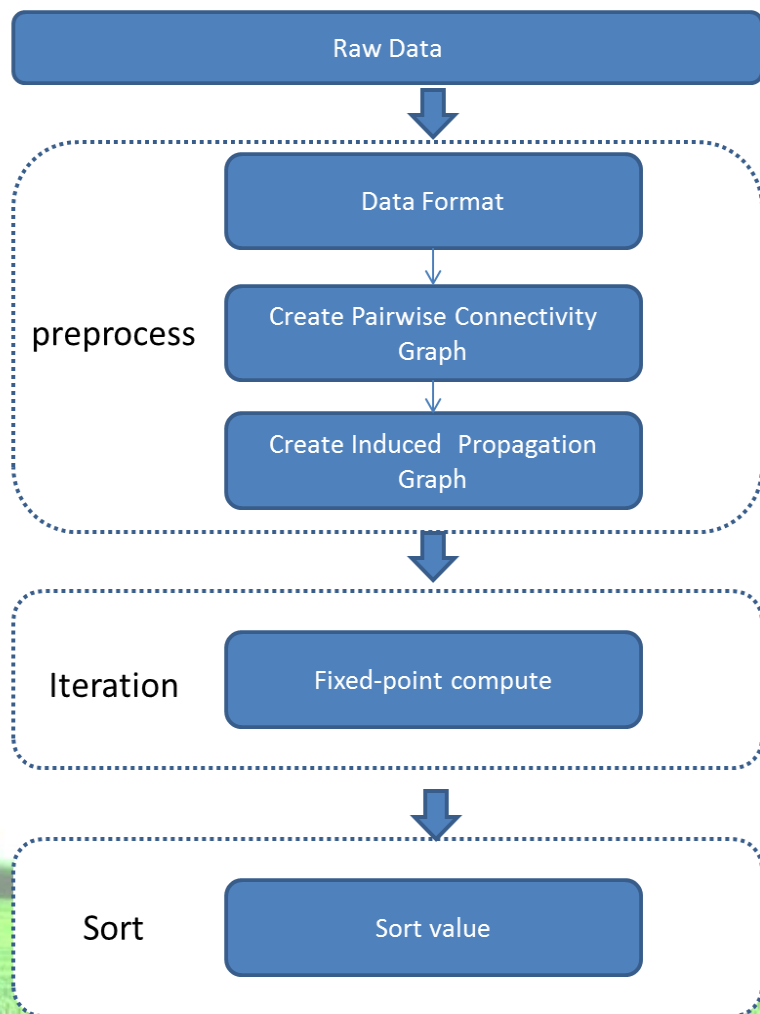 Raw Data
Data Format
preprocess
Create Pairwise Connectivity
Graph
Create Induced Propagation
Graph
Iteration
Fixed-point compute
Sort
Sort value